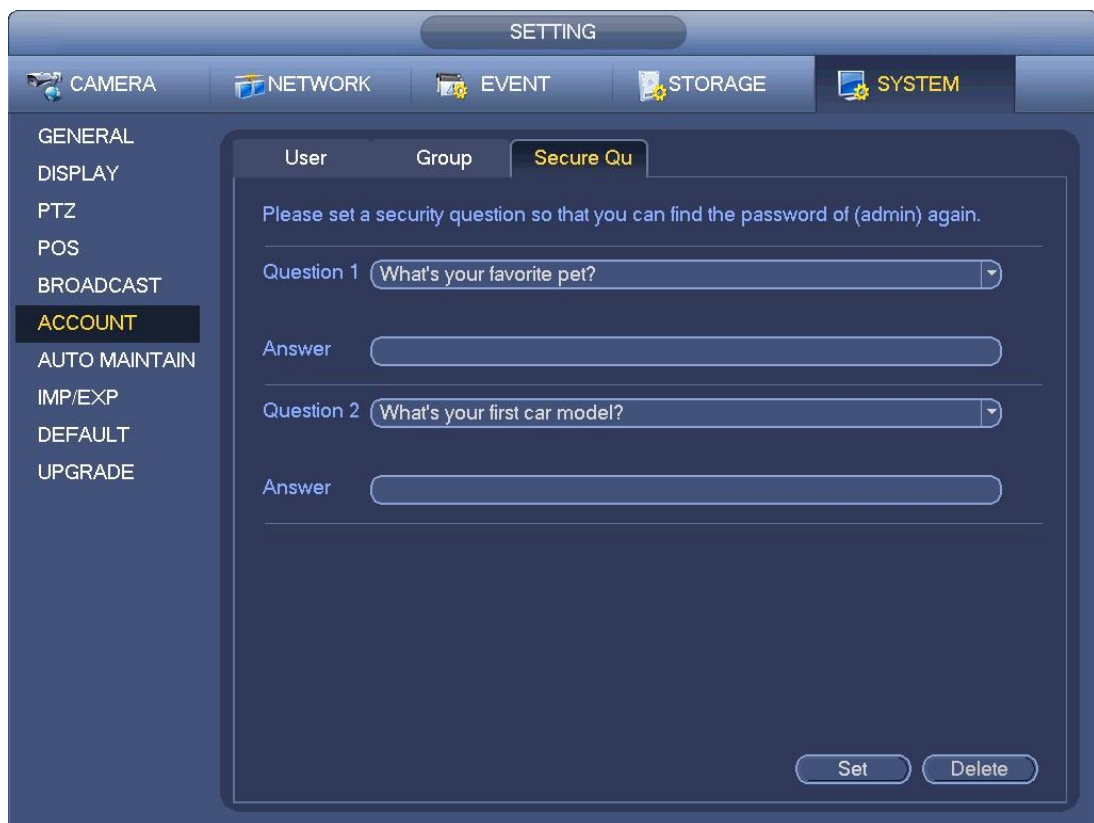 SETTING
CAMERA NETWORK EVENT STORAGE SYSTEM
GENERAL
DISPLAY
PTZ
POS
BROADCAST
ACCOUNT
AUTO MAINTAIN
IMP/EXP
DEFAULT
UPGRADE
User Group Secure Qu
Please set a security question so that you can find the password of (admin) again.
Question 1 What's your favorite pet?
Answer
Question 2 What's your first car model?
Answer
Set Delete